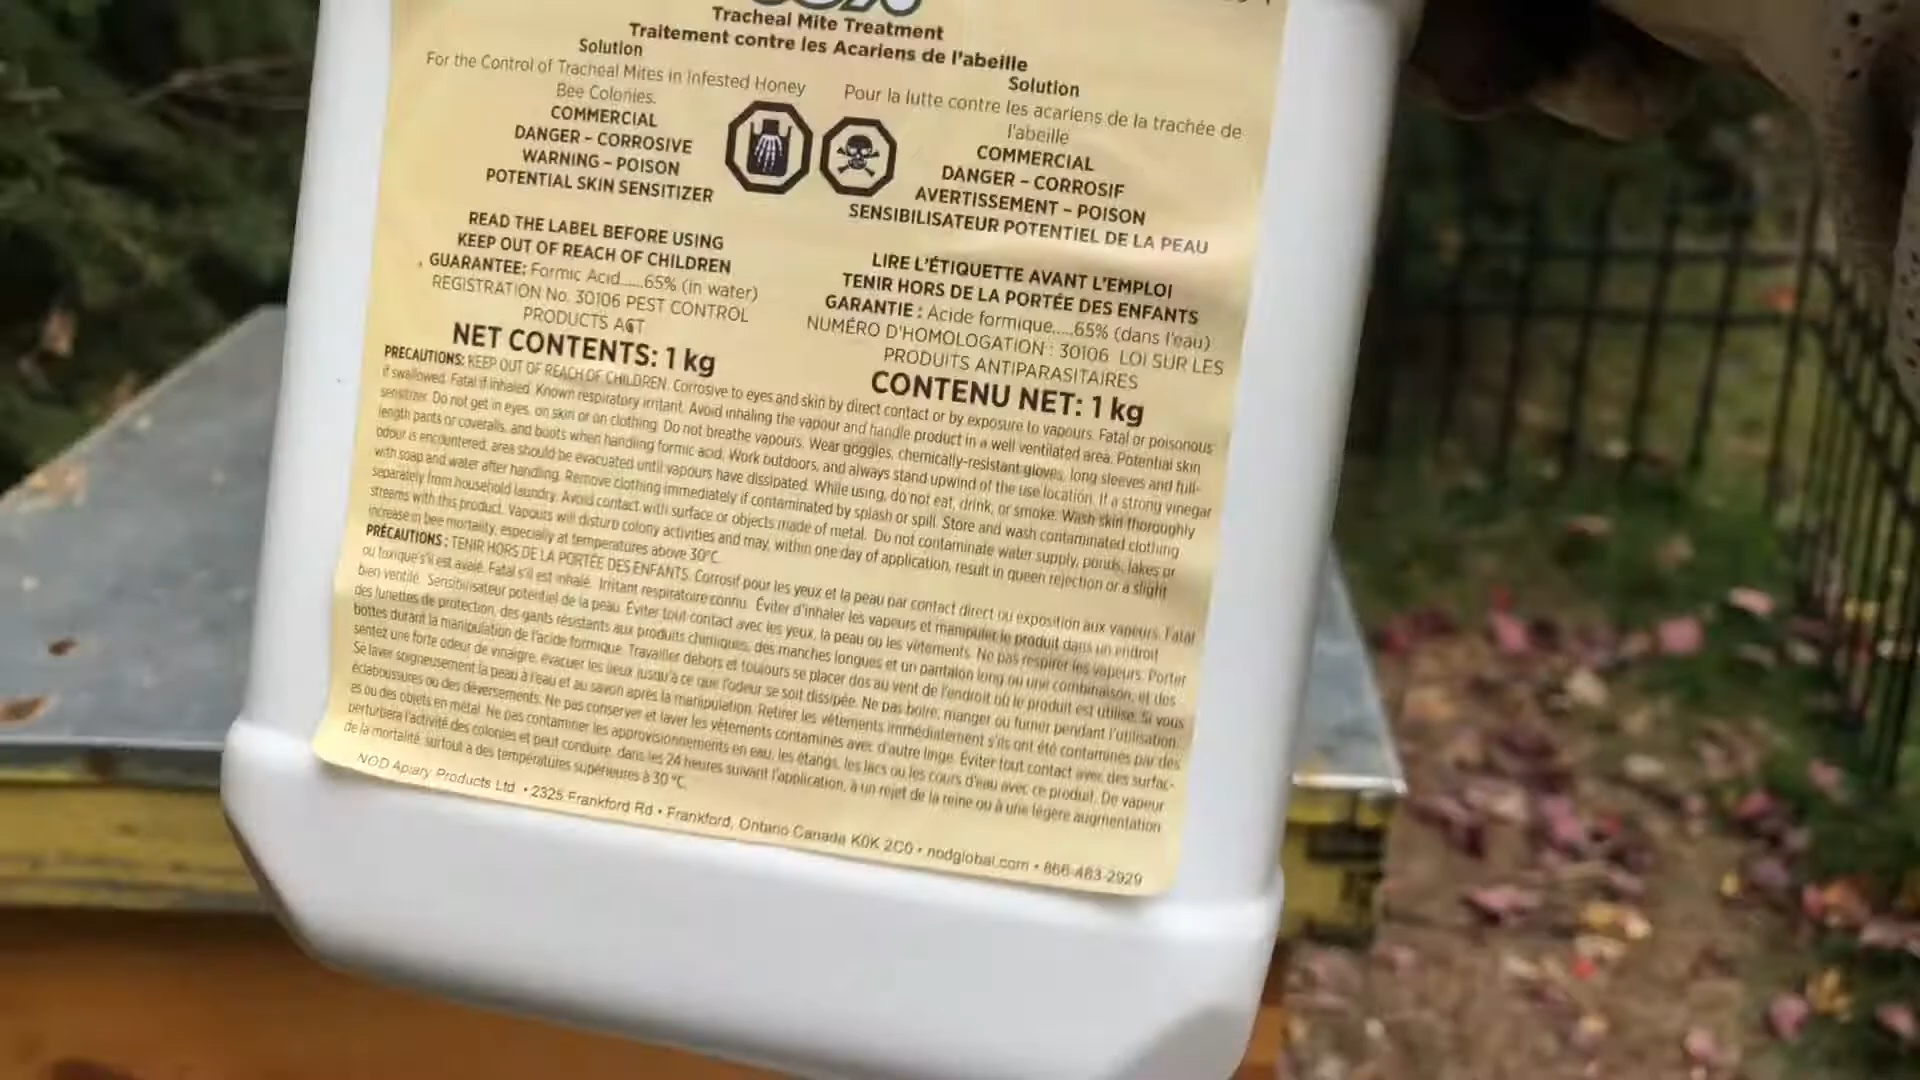 Tracheal Mite Treatment
Traitement contre les Acariens de l'abeille
Solution
For the Control of Tracheal Mites in Infested Honey
Bee Colonies.
COMMERCIAL
DANGER – CORROSIVE
WARNING – POISON
POTENTIAL SKIN SENSITIZER
READ THE LABEL BEFORE USING
KEEP OUT OF REACH OF CHILDREN
GUARANTEE: Formic Acid.....65% (in water)
REGISTRATION No. 30106 PEST CONTROL
PRODUCTS ACT
NET CONTENTS: 1 kg
Solution
Pour la lutte contre les acariens de la trachée de
l'abeille
COMMERCIAL
DANGER – CORROSIF
AVERTISSEMENT – POISON
SENSIBILISATEUR POTENTIEL DE LA PEAU
LIRE L'ÉTIQUETTE AVANT L'EMPLOI
TENIR HORS DE LA PORTÉE DES ENFANTS
GARANTIE : Acide formique.....65% (dans l'eau)
NUMÉRO D'HOMOLOGATION : 30106 LOI SUR LES
PRODUITS ANTIPARASITAIRES
CONTENU NET: 1 kg
PRECAUTIONS: KEEP OUT OF REACH OF CHILDREN. Corrosive to eyes and skin by direct contact or by exposure to vapours. Fatal or poisonous
if swallowed. Fatal if inhaled. Known respiratory irritant. Avoid inhaling the vapour and handle product in a well ventilated area. Potential skin
sensitizer. Do not get in eyes, on skin or on clothing. Do not breathe vapours. Wear goggles, chemically-resistant gloves, long sleeves and full-
length pants or coveralls, and boots when handling formic acid. Work outdoors, and always stand upwind of the use location. If a strong vinegar
odour is encountered, area should be evacuated until vapours have dissipated. While using, do not eat, drink, or smoke. Wash skin thoroughly
with soap and water after handling. Remove clothing immediately if contaminated by splash or spill. Store and wash contaminated clothing
separately from household laundry. Avoid contact with surface or objects made of metal. Do not contaminate water supply, ponds, lakes or
streams with this product. Vapours will disturb colony activities and may, within one day of application, result in queen rejection or a slight
increase in bee mortality, especially at temperatures above 30°C.
PRÉCAUTIONS : TENIR HORS DE LA PORTÉE DES ENFANTS. Corrosif pour les yeux et la peau par contact direct ou exposition aux vapeurs. Fatal
ou toxique s'il est avalé. Fatal s'il est inhalé. Irritant respiratoire connu. Éviter d'inhaler les vapeurs et manipuler le produit dans un endroit
bien ventilé. Sensibilisateur potentiel de la peau. Éviter tout contact avec les yeux, la peau ou les vêtements. Ne pas respirer les vapeurs. Porter
des lunettes de protection, des gants résistants aux produits chimiques, des manches longues et un pantalon long ou une combinaison, et des
bottes durant la manipulation de l'acide formique. Travailler dehors et toujours se placer dos au vent de l'endroit où le produit est utilisé. Si vous
sentez une forte odeur de vinaigre, évacuer les lieux jusqu'à ce que l'odeur se soit dissipée. Ne pas boire, manger ou fumer pendant l'utilisation.
Se laver soigneusement la peau à l'eau et au savon après la manipulation. Retirer les vêtements immédiatement s'ils ont été contaminés par des
éclaboussures ou des déversements. Ne pas conserver et laver les vêtements contaminés avec d'autre linge. Éviter tout contact avec des surfac-
es ou des objets en métal. Ne pas contaminer les approvisionnements en eau, les étangs, les lacs ou les cours d'eau avec ce produit. De vapeur
perturbera l'activité des colonies et peut conduire, dans les 24 heures suivant l'application, à un rejet de la reine ou à une légère augmentation
de la mortalité, surtout à des températures supérieures à 30 °C.
NOD Apiary Products Ltd. • 2325 Frankford Rd • Frankford, Ontario Canada K0K 2C0 • nodglobal.com • 866-483-2929